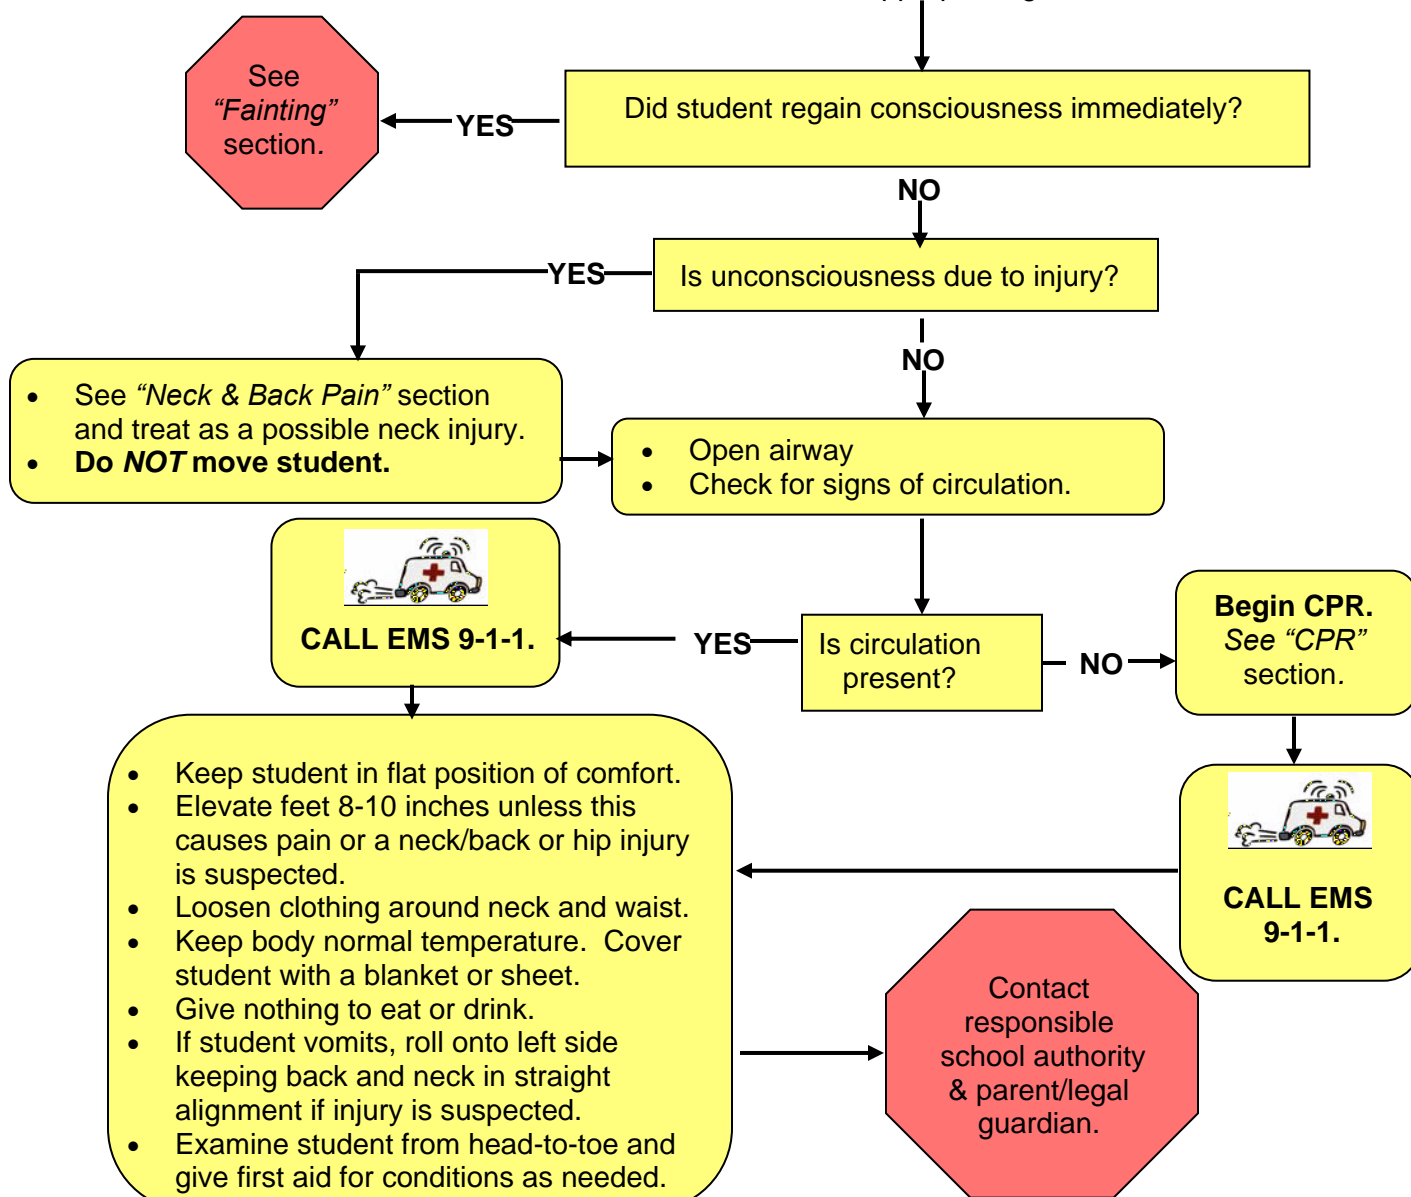 See
“Fainting”
section.
YES
Did student regain consciousness immediately?
NO
YES
Is unconsciousness due to injury?
NO
• See “Neck & Back Pain” section
and treat as a possible neck injury.
• Do NOT move student.
• Open airway
• Check for signs of circulation.
CALL EMS 9-1-1.
YES
Is circulation
present?
NO
Begin CPR.
See “CPR”
section.
CALL EMS
9-1-1.
• Keep student in flat position of comfort.
• Elevate feet 8-10 inches unless this
causes pain or a neck/back or hip injury
is suspected.
• Loosen clothing around neck and waist.
• Keep body normal temperature. Cover
student with a blanket or sheet.
• Give nothing to eat or drink.
• If student vomits, roll onto left side
keeping back and neck in straight
alignment if injury is suspected.
• Examine student from head-to-toe and
give first aid for conditions as needed.
Contact
responsible
school authority
& parent/legal
guardian.